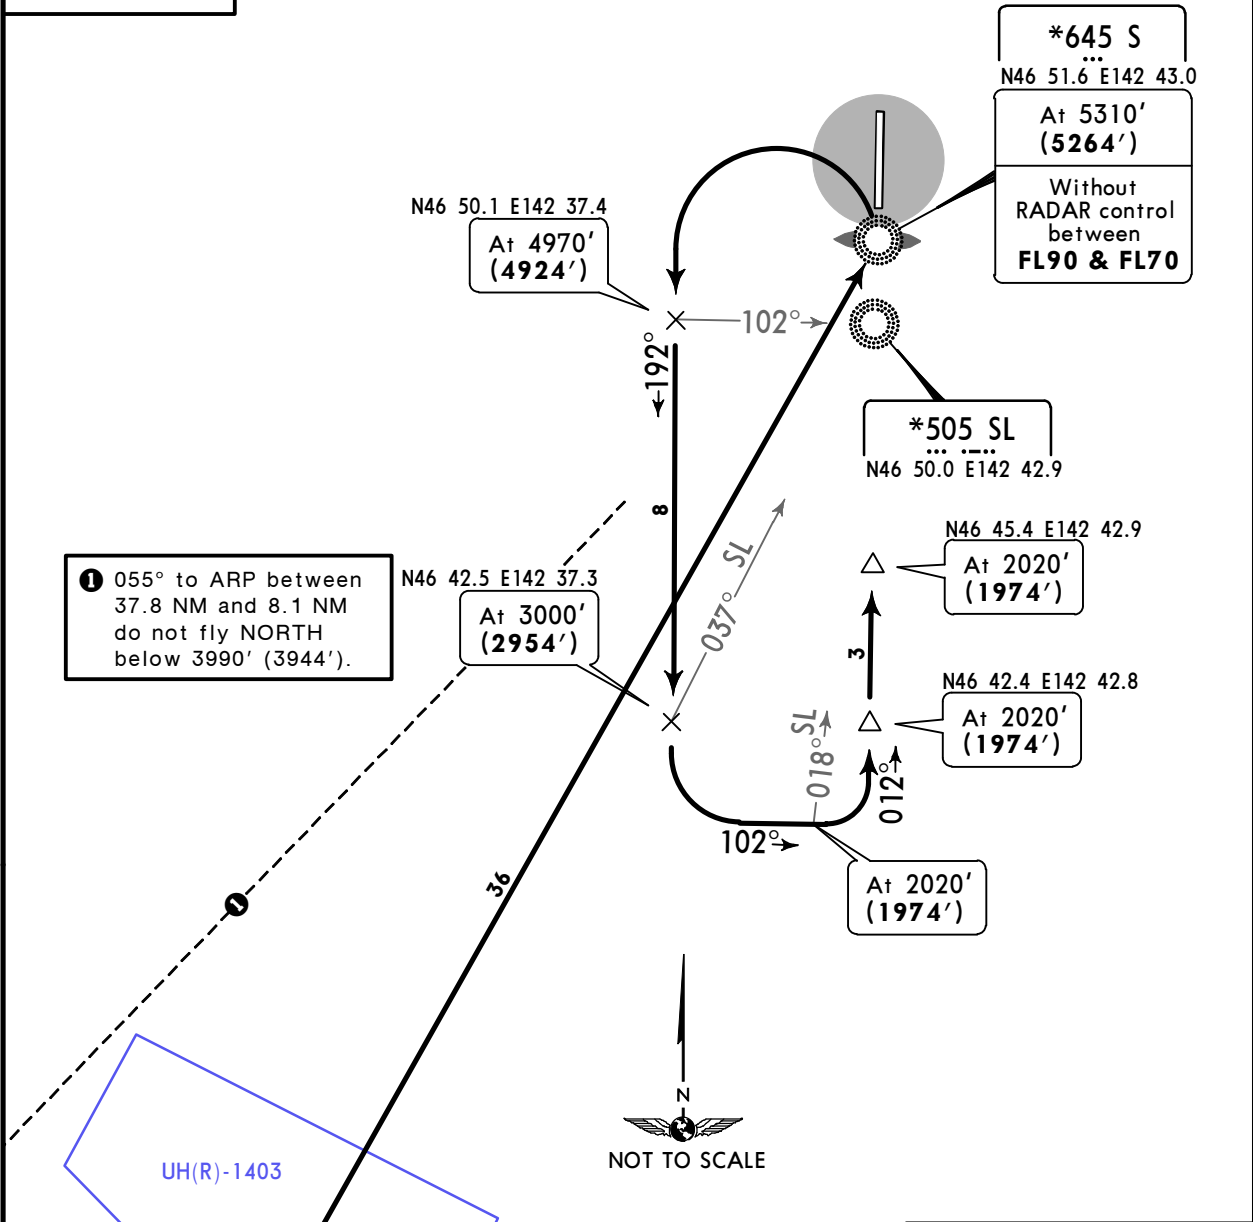 *645 S
N46 51.6 E142 43.0
At 5310'
(5264')
Without
RADAR control
between
FL90 & FL70
N46 50.1 E142 37.4
At 4970'
(4924')
102°
192°
*505 SL
N46 50.0 E142 42.9
8
1 055° to ARP between
37.8 NM and 8.1 NM
do not fly NORTH
below 3990' (3944').
N46 42.5 E142 37.3
At 3000'
(2954')
037° SL
N46 45.4 E142 42.9
At 2020'
(1974')
3
N46 42.4 E142 42.8
At 2020'
(1974')
018° SL
012°
102°
At 2020'
(1974')
36
1
N
NOT TO SCALE
UH(R)-1403